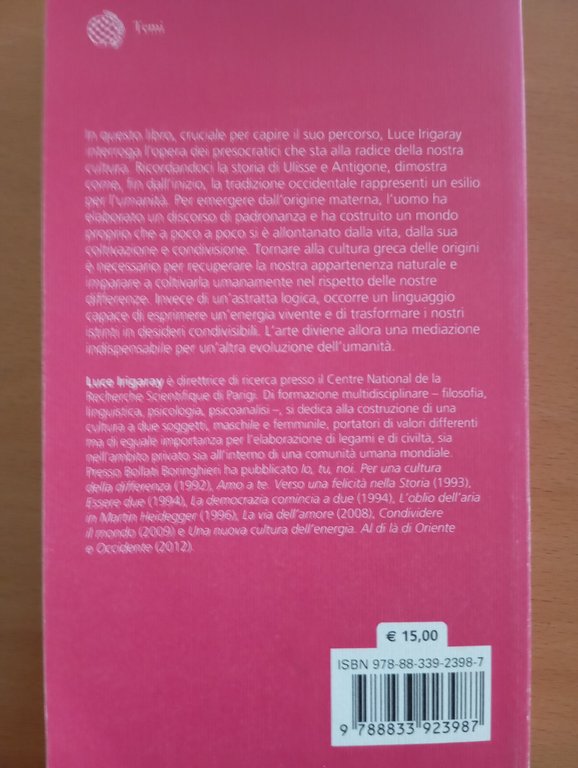 Temi
In questo libro, cruciale per capire il suo percorso, Luce Irigaray
interroga l'opera dei presocratici che sta alla radice della nostra
cultura. Ricordandoci la storia di Ulisse e Antigone, dimostra
come, fin dall'inizio, la tradizione occidentale rappresenti un esilio
per l'umanità. Per emergere dall'origine materna, l'uomo ha
elaborato un discorso di padronanza e ha costruito un mondo
proprio che a poco a poco si è allontanato dalla vita, dalla sua
coltivazione e condivisione. Tornare alla cultura greca delle origini
è necessario per recuperare la nostra appartenenza naturale e
imparare a coltivarla umanamente nel rispetto delle nostre
differenze. Invece di un'astratta logica, occorre un linguaggio
capace di esprimere un'energia vivente e di trasformare i nostri
istinti in desideri condivisibili. L'arte diviene allora una mediazione
indispensabile per un'altra evoluzione dell'umanità.
Luce Irigaray è direttrice di ricerca presso il Centre National de la
Recherche Scientifique di Parigi. Di formazione multidisciplinare – filosofia,
linguistica, psicologia, psicoanalisi –, si dedica alla costruzione di una
cultura a due soggetti, maschile e femminile, portatori di valori differenti
ma di eguale importanza per l'elaborazione di legami e di civiltà, sia
nell'ambito privato sia all'interno di una comunità umana mondiale.
Presso Bollati Boringhieri ha pubblicato Io, tu, noi. Per una cultura
della differenza (1992), Amo a te. Verso una felicità nella Storia (1993),
Essere due (1994), La democrazia comincia a due (1994), L'oblio dell'aria
in Martin Heidegger (1996), La via dell'amore (2008), Condividere
il mondo (2009) e Una nuova cultura dell'energia. Al di là di Oriente
e Occidente (2012).
€ 15,00
ISBN 978-88-339-2398-7
9 788833 923987